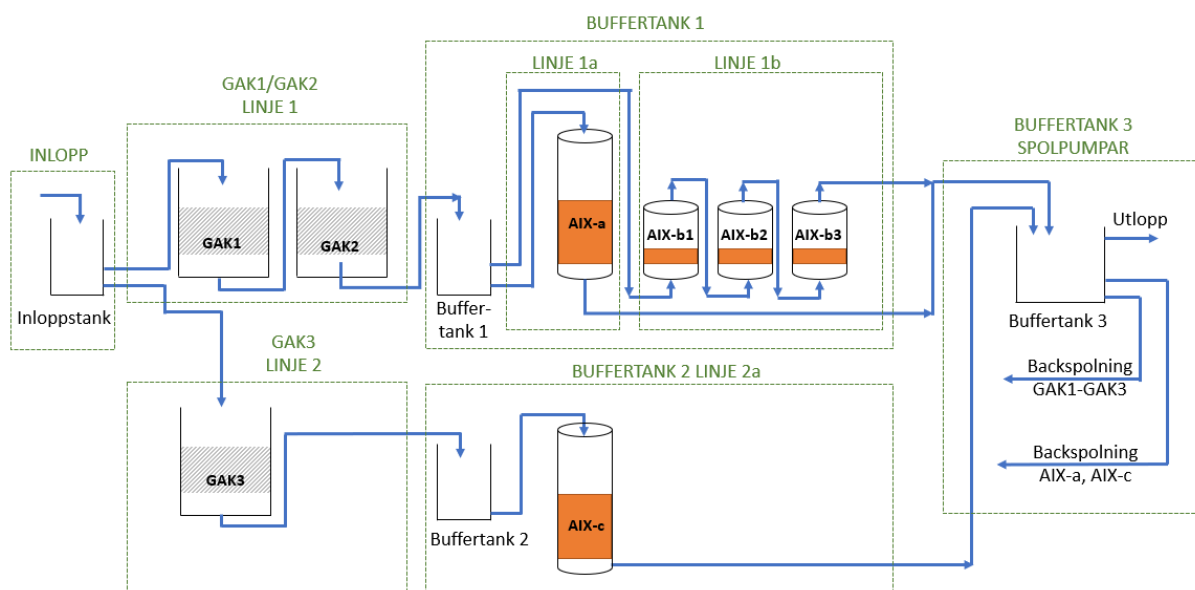 BUFFERTANK 1
LINJE 1a
LINJE 1b
GAK1/GAK2
LINJE 1
INLOPP
BUFFERTANK 3
SPOLPUMPAR
GAK1
GAK2
AIX-a
AIX-b1
AIX-b2
AIX-b3
Utlopp
Inloppstank
Buffer-
tank 1
Buffertank 3
GAK3
LINJE 2
BUFFERTANK 2 LINJE 2a
Backspolning
GAK1-GAK3
Backspolning
AIX-a, AIX-c
GAK3
Buffertank 2
AIX-c